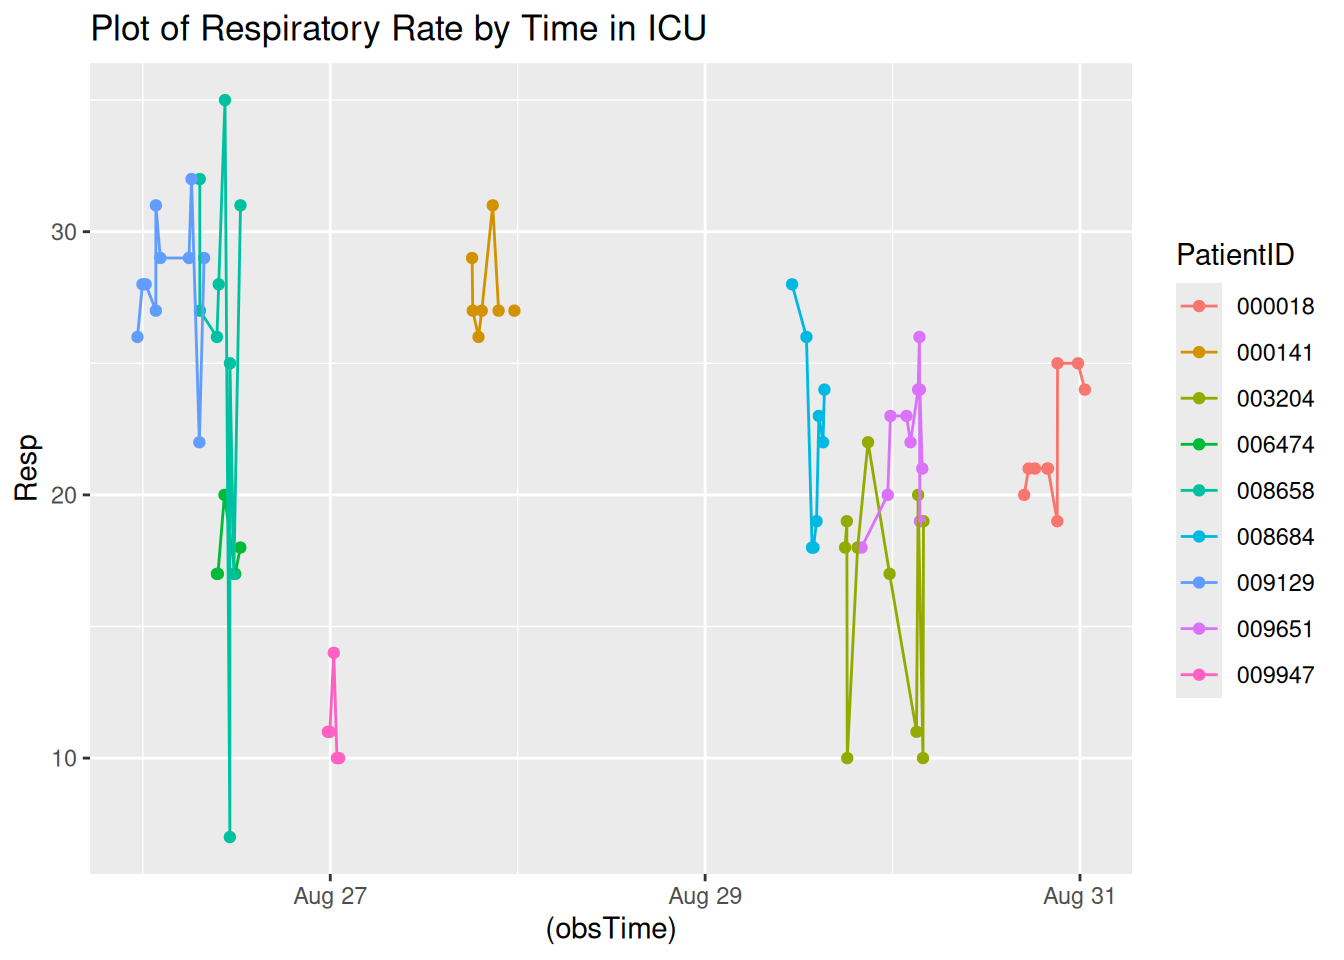 Plot of Respiratory Rate by Time in ICU
Resp
30
20
10
Aug 27
Aug 29
Aug 31
(obsTime)
PatientID
000018
000141
003204
006474
008658
008684
009129
009651
009947